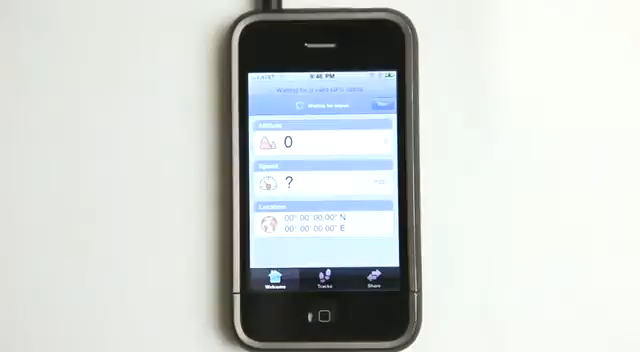 AT&T 9:46 PM
Waiting for a valid GPS signal...
Waiting for signal
Altitude
0
Speed
?
Location
00° 00' 00.00" N
00° 00' 00.00" E
Welcome Tracks Share